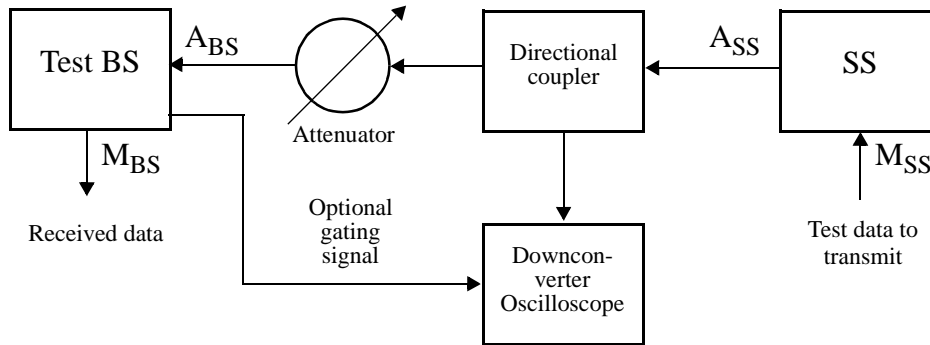 Test BS
A_BS
Attenuator
Directional
coupler
A_SS
SS
M_BS
Received data
Optional
gating
signal
Downcon-
verter
Oscilloscope
M_SS
Test data to
transmit